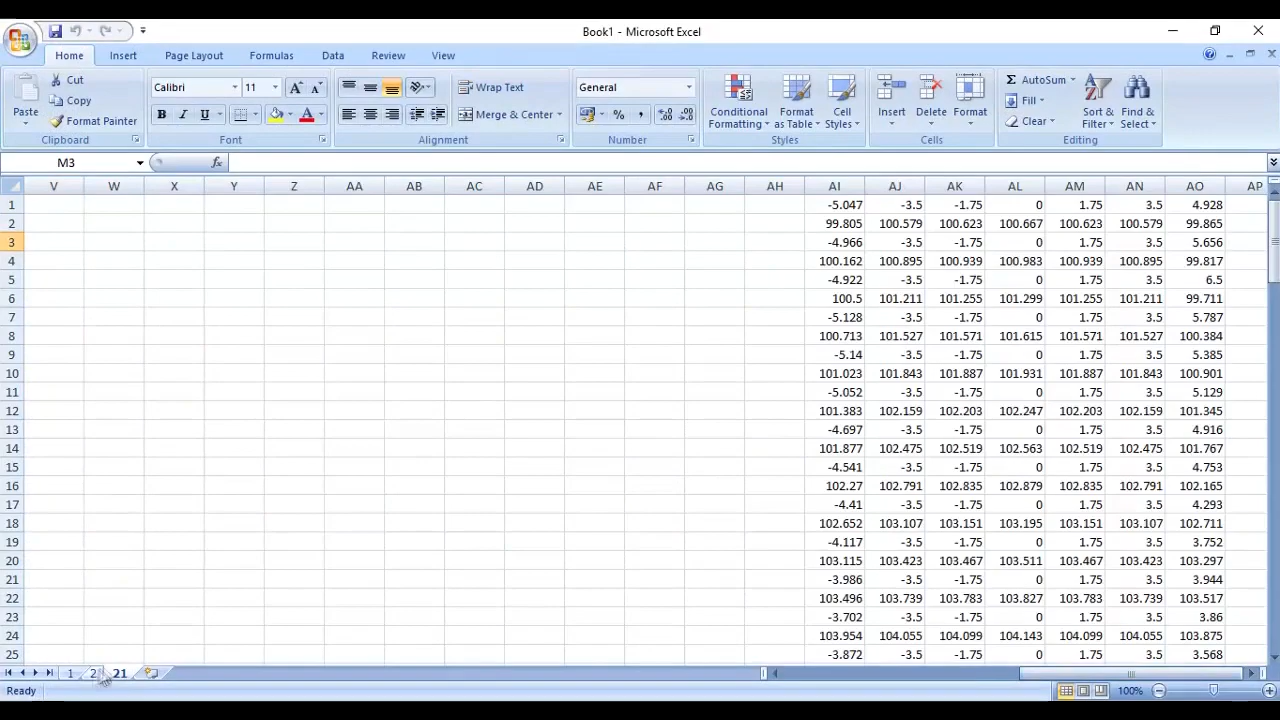 Book1 - Microsoft Excel
Home Insert Page Layout Formulas Data Review View
Paste Cut Calibri 11 A A Wrap Text General Conditional Formatting Format as Table Cell Styles Insert Delete Format Σ AutoSum Sort & Filter Find & Select
Copy Fill
Format Painter B I U A Merge & Center % , Clear
Clipboard Font Alignment Number Styles Cells Editing
M3 fx
V W X Y Z AA AB AC AD AE AF AG AH AI AJ AK AL AM AN AO AP
1 -5.047 -3.5 -1.75 0 1.75 3.5 4.928
2 99.805 100.579 100.623 100.667 100.623 100.579 99.865
3 -4.966 -3.5 -1.75 0 1.75 3.5 5.656
4 100.162 100.895 100.939 100.983 100.939 100.895 99.817
5 -4.922 -3.5 -1.75 0 1.75 3.5 6.5
6 100.5 101.211 101.255 101.299 101.255 101.211 99.711
7 -5.128 -3.5 -1.75 0 1.75 3.5 5.787
8 100.713 101.527 101.571 101.615 101.571 101.527 100.384
9 -5.14 -3.5 -1.75 0 1.75 3.5 5.385
10 101.023 101.843 101.887 101.931 101.887 101.843 100.901
11 -5.052 -3.5 -1.75 0 1.75 3.5 5.129
12 101.383 102.159 102.203 102.247 102.203 102.159 101.345
13 -4.697 -3.5 -1.75 0 1.75 3.5 4.916
14 101.877 102.475 102.519 102.563 102.519 102.475 101.767
15 -4.541 -3.5 -1.75 0 1.75 3.5 4.753
16 102.27 102.791 102.835 102.879 102.835 102.791 102.165
17 -4.41 -3.5 -1.75 0 1.75 3.5 4.293
18 102.652 103.107 103.151 103.195 103.151 103.107 102.711
19 -4.117 -3.5 -1.75 0 1.75 3.5 3.752
20 103.115 103.423 103.467 103.511 103.467 103.423 103.297
21 -3.986 -3.5 -1.75 0 1.75 3.5 3.944
22 103.496 103.739 103.783 103.827 103.783 103.739 103.517
23 -3.702 -3.5 -1.75 0 1.75 3.5 3.86
24 103.954 104.055 104.099 104.143 104.099 104.055 103.875
25 -3.872 -3.5 -1.75 0 1.75 3.5 3.568
1 21
Ready 100%